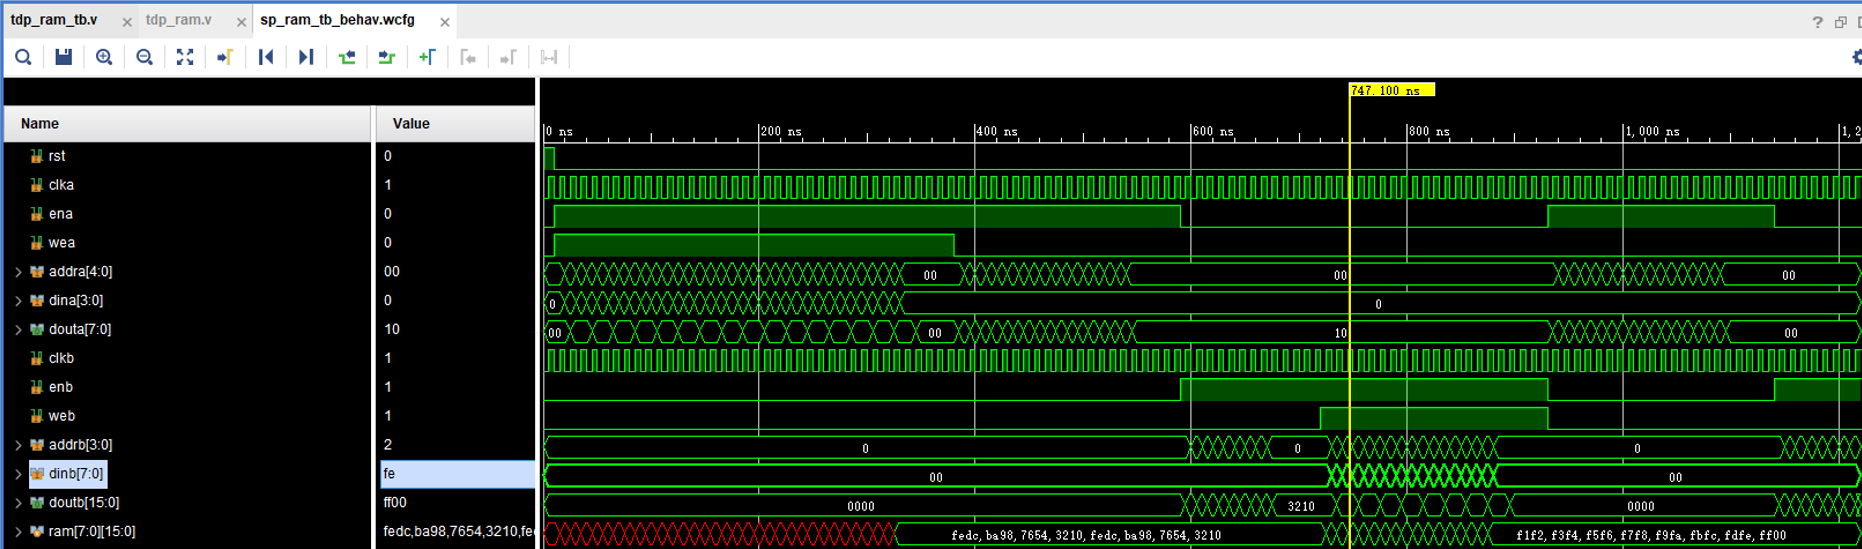 tdp_ram_tb.v × tdp_ram.v × sp_ram_tb_behav.wcfg ×
?
747.100 ns
Name Value
0 ns 200 ns 400 ns 600 ns 800 ns 1,000 ns 1,2
rst 0
clka 1
ena 0
wea 0
addra[4:0] 00 00 00 00
dina[3:0] 0 0 0
douta[7:0] 10 00 00 10 00
clkb 1
enb 1
web 1
addrb[3:0] 2 0 0 0
dinb[7:0] fe 00 00
doutb[15:0] ff00 0000 3210 0000
ram[7:0][15:0] fedc,ba98,7654,3210,fe fedc, ba98, 7654, 3210, fedc, ba98, 7654, 3210 f1f2, f3f4, f5f6, f7f8, f9fa, fbfc, fdfe, ff00